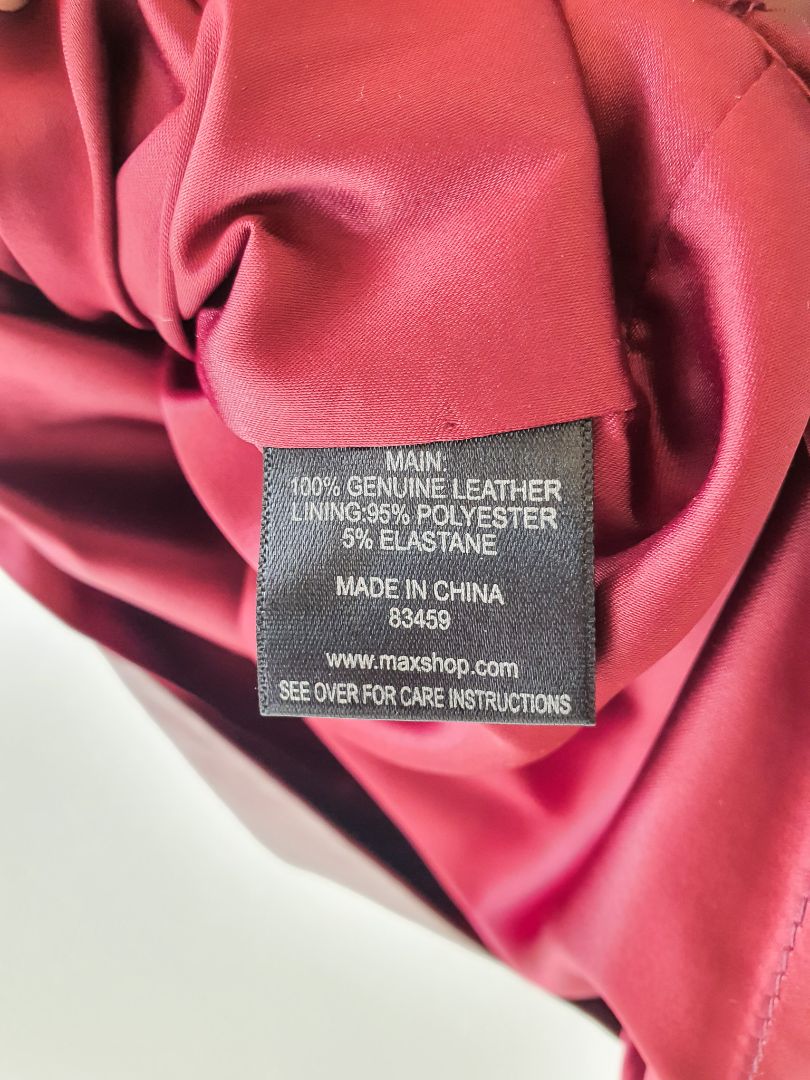 MAIN:
100% GENUINE LEATHER
LINING:95% POLYESTER
5% ELASTANE
MADE IN CHINA
83459
www.maxshop.com
SEE OVER FOR CARE INSTRUCTIONS